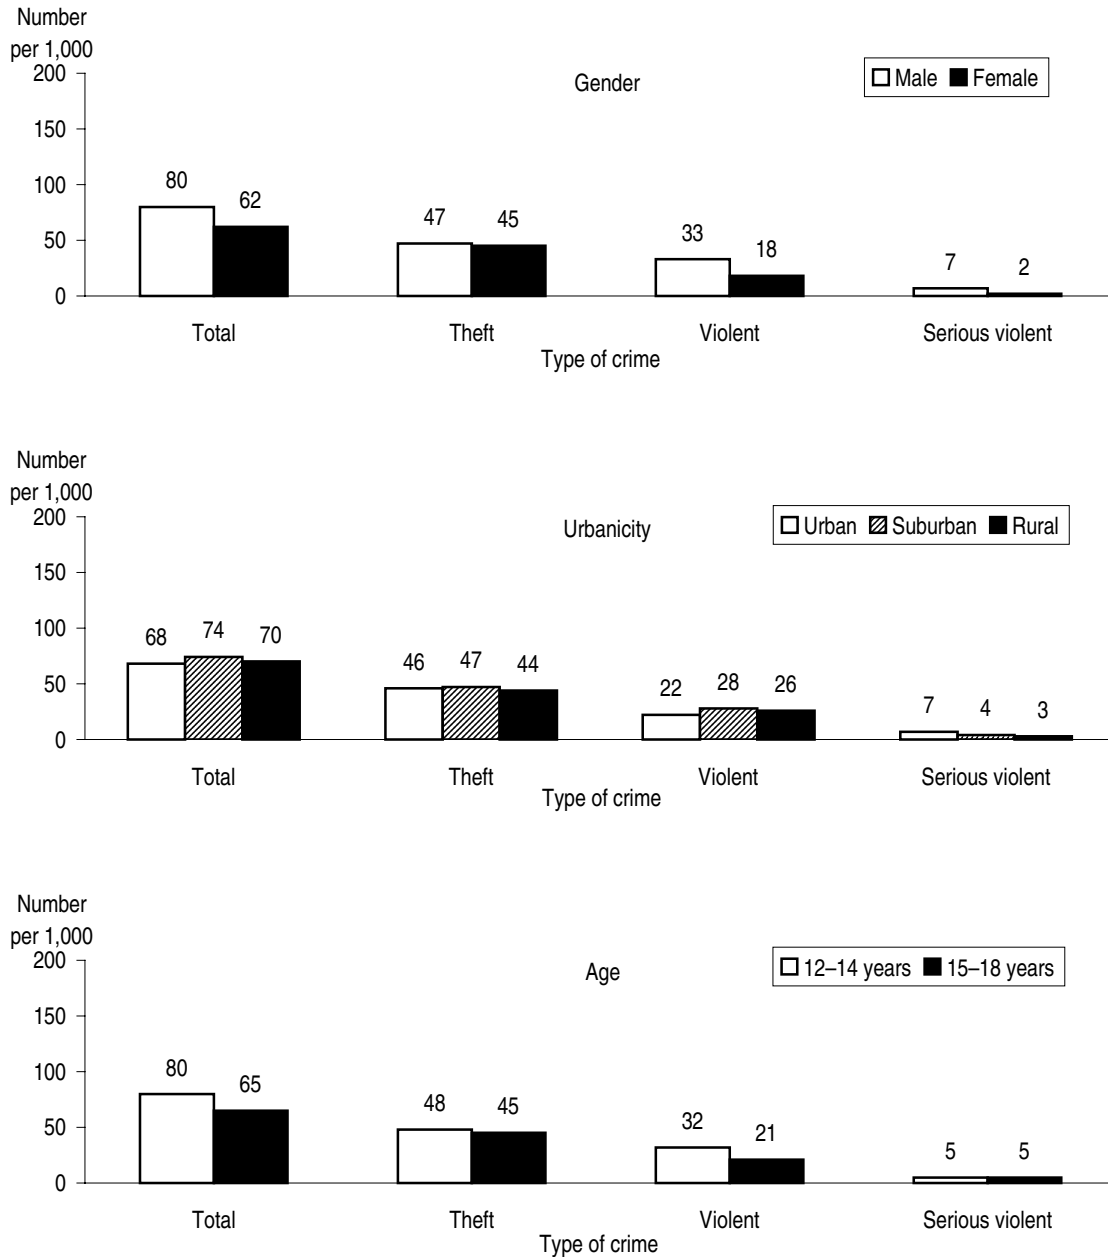 Number
per 1,000
Gender
Male Female
200
150
100
50
0
80 62 47 45 33 18 7 2
Total Theft Violent Serious violent
Type of crime
Number
per 1,000
Urbanicity
Urban Suburban Rural
200
150
100
50
0
68 74 70 46 47 44 22 28 26 7 4 3
Total Theft Violent Serious violent
Type of crime
Number
per 1,000
Age
12–14 years 15–18 years
200
150
100
50
0
80 65 48 45 32 21 5 5
Total Theft Violent Serious violent
Type of crime